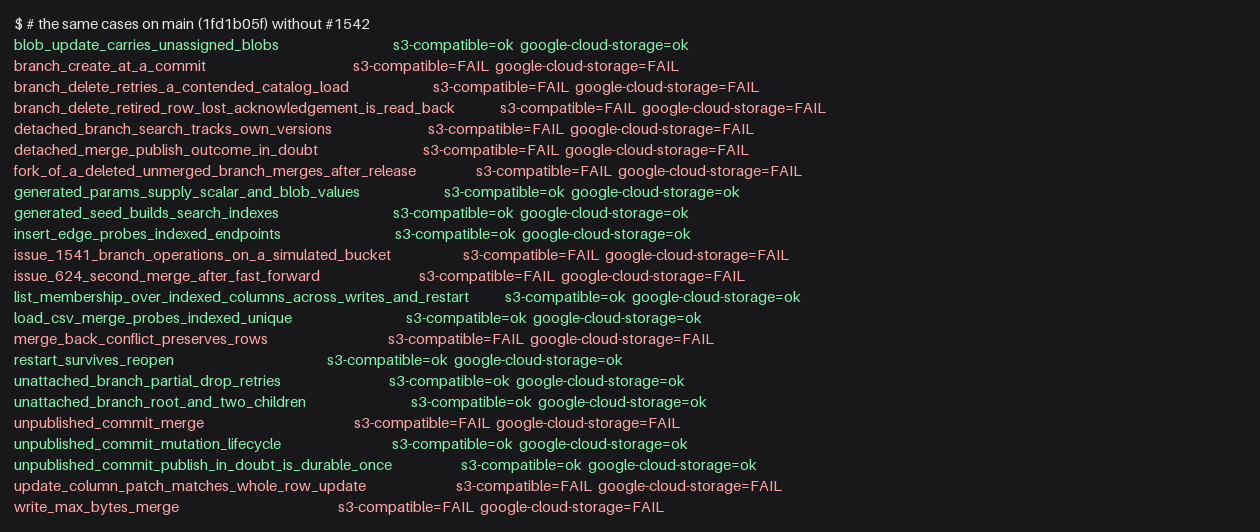 $ # the same cases on main (1fd1b05f) without #1542
blob_update_carries_unassigned_blobs s3-compatible=ok google-cloud-storage=ok
branch_create_at_a_commit s3-compatible=FAIL google-cloud-storage=FAIL
branch_delete_retries_a_contended_catalog_load s3-compatible=FAIL google-cloud-storage=FAIL
branch_delete_retired_row_lost_acknowledgement_is_read_back s3-compatible=FAIL google-cloud-storage=FAIL
detached_branch_search_tracks_own_versions s3-compatible=FAIL google-cloud-storage=FAIL
detached_merge_publish_outcome_in_doubt s3-compatible=FAIL google-cloud-storage=FAIL
fork_of_a_deleted_unmerged_branch_merges_after_release s3-compatible=FAIL google-cloud-storage=FAIL
generated_params_supply_scalar_and_blob_values s3-compatible=ok google-cloud-storage=ok
generated_seed_builds_search_indexes s3-compatible=ok google-cloud-storage=ok
insert_edge_probes_indexed_endpoints s3-compatible=ok google-cloud-storage=ok
issue_1541_branch_operations_on_a_simulated_bucket s3-compatible=FAIL google-cloud-storage=FAIL
issue_624_second_merge_after_fast_forward s3-compatible=FAIL google-cloud-storage=FAIL
list_membership_over_indexed_columns_across_writes_and_restart s3-compatible=ok google-cloud-storage=ok
load_csv_merge_probes_indexed_unique s3-compatible=ok google-cloud-storage=ok
merge_back_conflict_preserves_rows s3-compatible=FAIL google-cloud-storage=FAIL
restart_survives_reopen s3-compatible=ok google-cloud-storage=ok
unattached_branch_partial_drop_retries s3-compatible=ok google-cloud-storage=ok
unattached_branch_root_and_two_children s3-compatible=ok google-cloud-storage=ok
unpublished_commit_merge s3-compatible=FAIL google-cloud-storage=FAIL
unpublished_commit_mutation_lifecycle s3-compatible=ok google-cloud-storage=ok
unpublished_commit_publish_in_doubt_is_durable_once s3-compatible=ok google-cloud-storage=ok
update_column_patch_matches_whole_row_update s3-compatible=FAIL google-cloud-storage=FAIL
write_max_bytes_merge s3-compatible=FAIL google-cloud-storage=FAIL